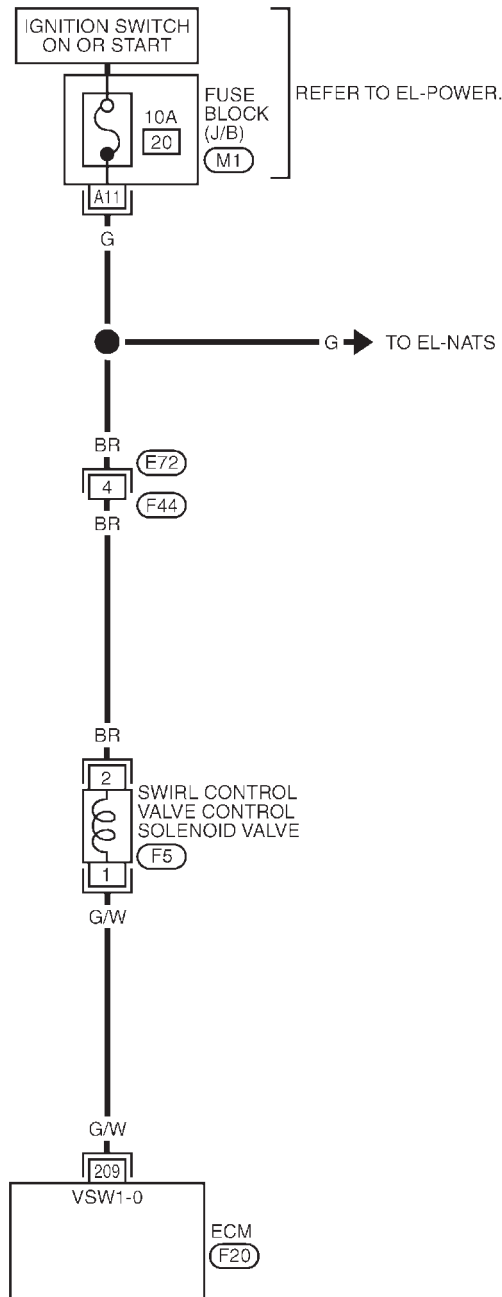 IGNITION SWITCH
ON OR START
REFER TO EL-POWER.
10A
20
FUSE
BLOCK
(J/B)
M1
A11
G
G
TO EL-NATS
BR
E72
4
F44
BR
BR
2
SWIRL CONTROL
VALVE CONTROL
SOLENOID VALVE
F5
1
G/W
G/W
209
VSW1-0
ECM
F20